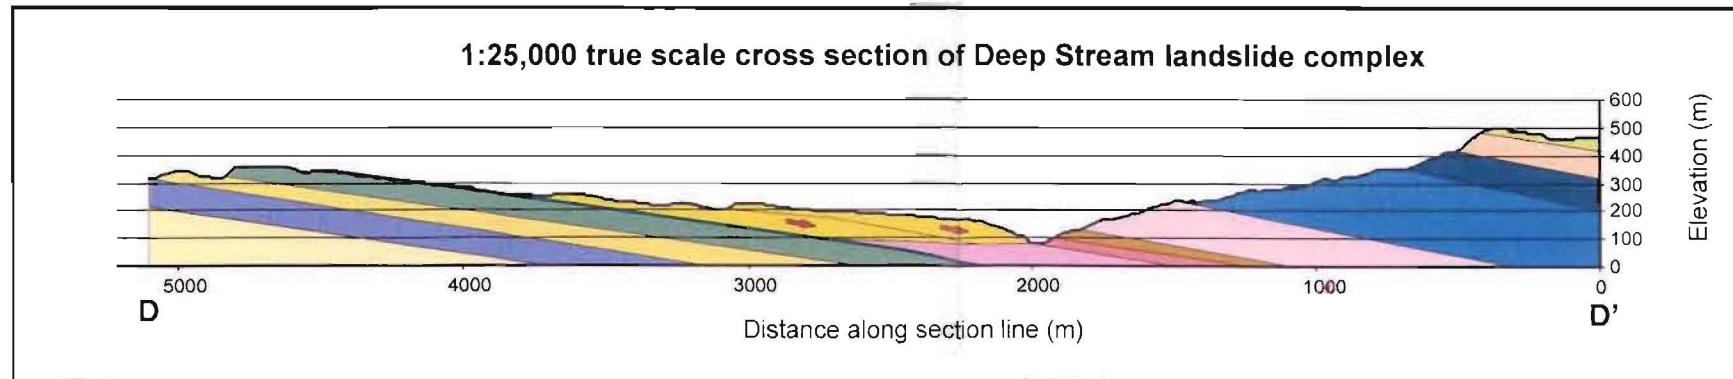 1:25,000 true scale cross section of Deep Stream landslide complex
600
500
400
300
200
100
0
Elevation (m)
5000
4000
3000
2000
1000
0
D
D'
Distance along section line (m)